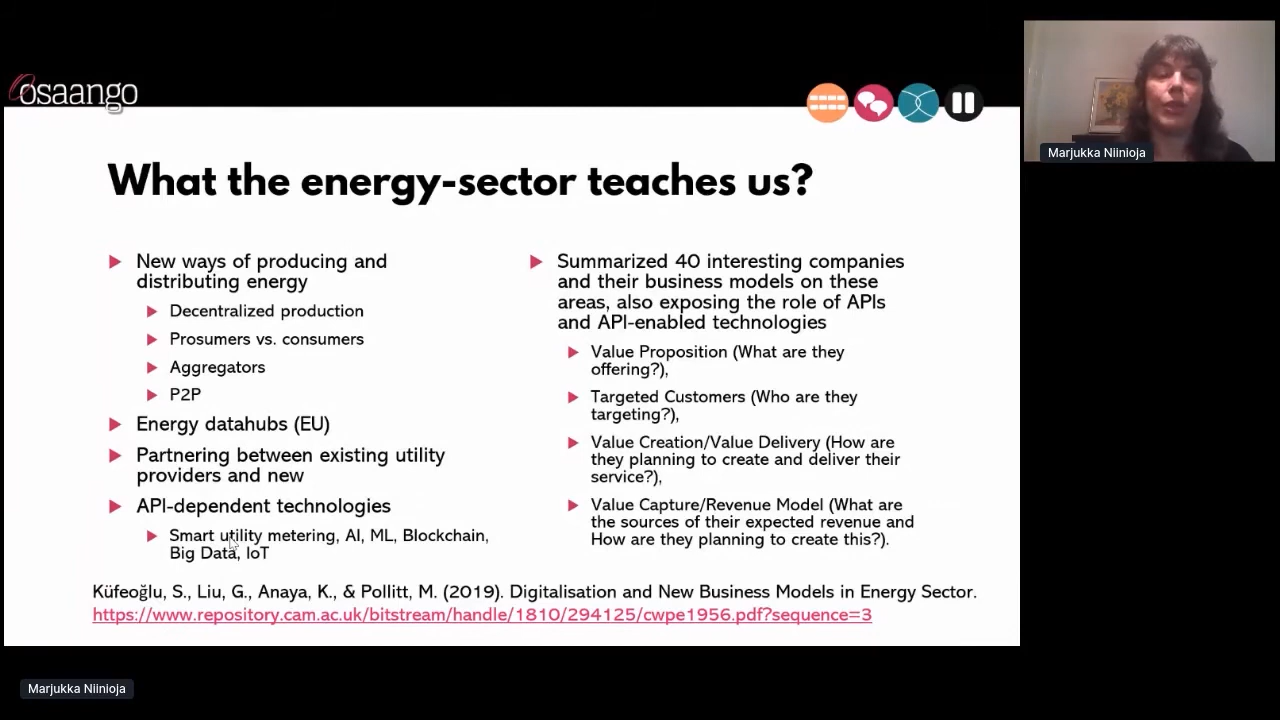 osaango
Marjukka Niinioja
What the energy-sector teaches us?
New ways of producing and
distributing energy
Decentralized production
Prosumers vs. consumers
Aggregators
P2P
Energy datahubs (EU)
Partnering between existing utility
providers and new
API-dependent technologies
Smart utility metering, AI, ML, Blockchain,
Big Data, IoT
Summarized 40 interesting companies
and their business models on these
areas, also exposing the role of APIs
and API-enabled technologies
Value Proposition (What are they
offering?),
Targeted Customers (Who are they
targeting?),
Value Creation/Value Delivery (How are
they planning to create and deliver their
service?),
Value Capture/Revenue Model (What are
the sources of their expected revenue and
How are they planning to create this?).
Küfeoğlu, S., Liu, G., Anaya, K., & Pollitt, M. (2019). Digitalisation and New Business Models in Energy Sector.
https://www.repository.cam.ac.uk/bitstream/handle/1810/294125/cwpe1956.pdf?sequence=3
Marjukka Niinioja